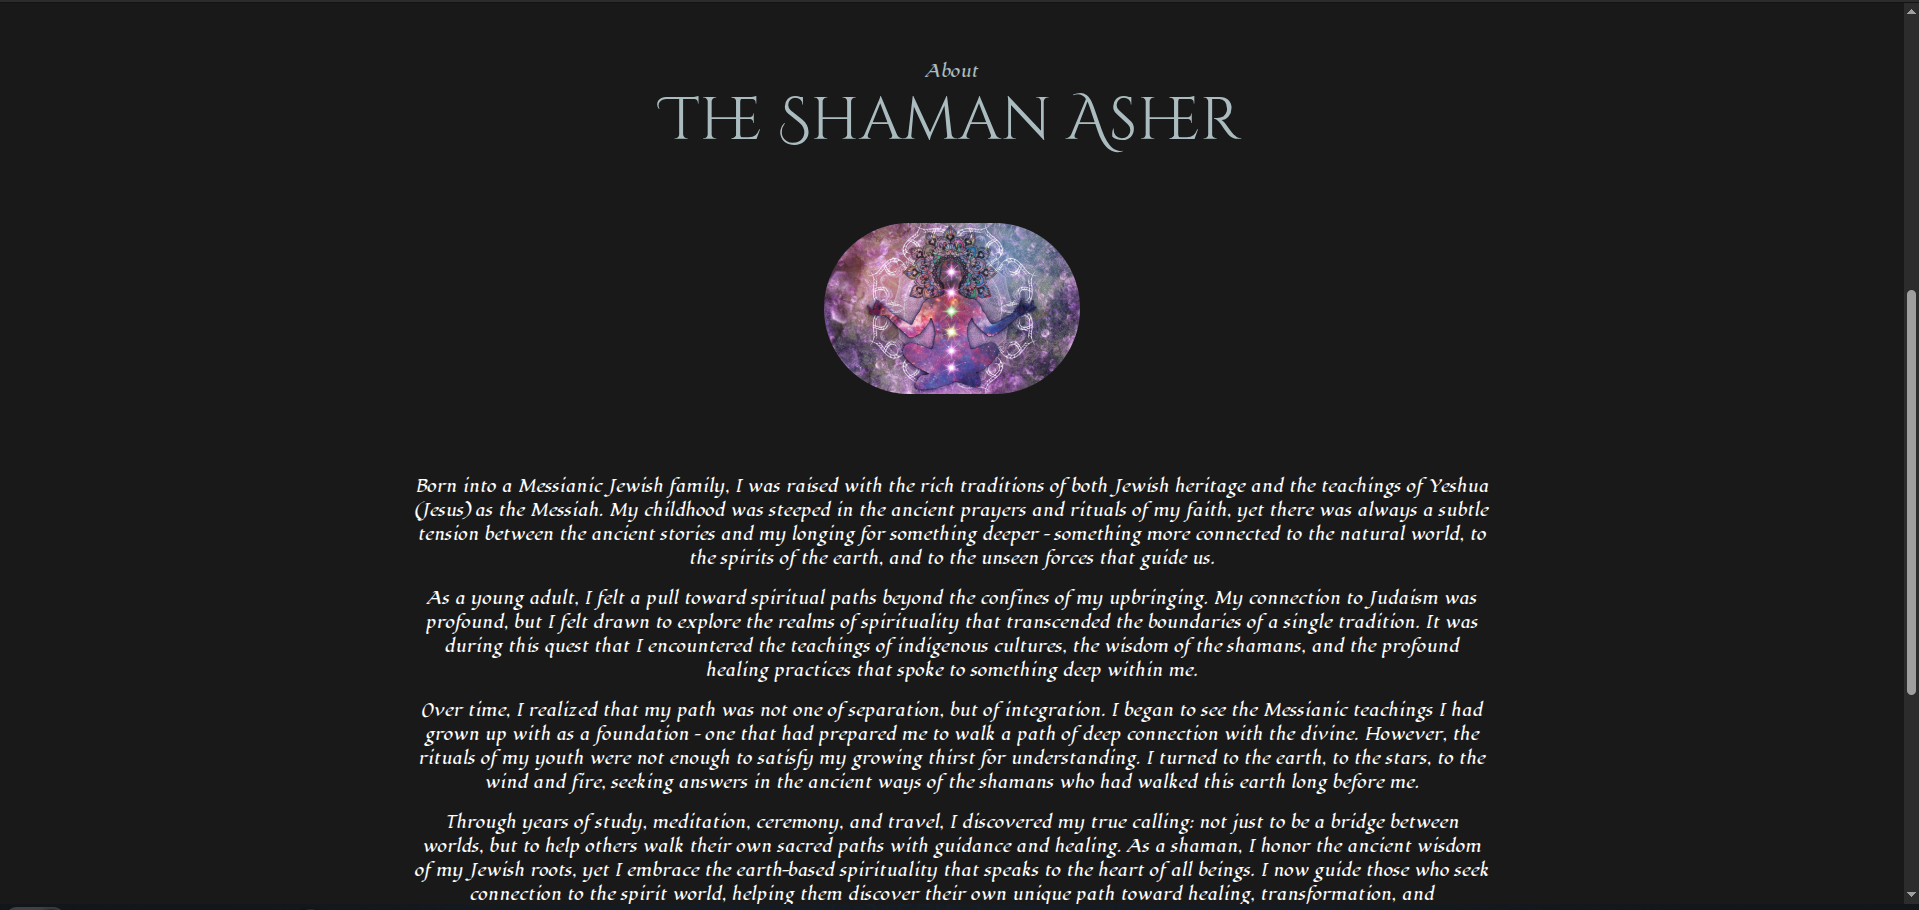 About
The Shaman Asher
Born into a Messianic Jewish family, I was raised with the rich traditions of both Jewish heritage and the teachings of Yeshua
(Jesus) as the Messiah. My childhood was steeped in the ancient prayers and rituals of my faith, yet there was always a subtle
tension between the ancient stories and my longing for something deeper - something more connected to the natural world, to
the spirits of the earth, and to the unseen forces that guide us.
As a young adult, I felt a pull toward spiritual paths beyond the confines of my upbringing. My connection to Judaism was
profound, but I felt drawn to explore the realms of spirituality that transcended the boundaries of a single tradition. It was
during this quest that I encountered the teachings of indigenous cultures, the wisdom of the shamans, and the profound
healing practices that spoke to something deep within me.
Over time, I realized that my path was not one of separation, but of integration. I began to see the Messianic teachings I had
grown up with as a foundation - one that had prepared me to walk a path of deep connection with the divine. However, the
rituals of my youth were not enough to satisfy my growing thirst for understanding. I turned to the earth, to the stars, to the
wind and fire, seeking answers in the ancient ways of the shamans who had walked this earth long before me.
Through years of study, meditation, ceremony, and travel, I discovered my true calling: not just to be a bridge between
worlds, but to help others walk their own sacred paths with guidance and healing. As a shaman, I honor the ancient wisdom
of my Jewish roots, yet I embrace the earth-based spirituality that speaks to the heart of all beings. I now guide those who seek
connection to the spirit world, helping them discover their own unique path toward healing, transformation, and